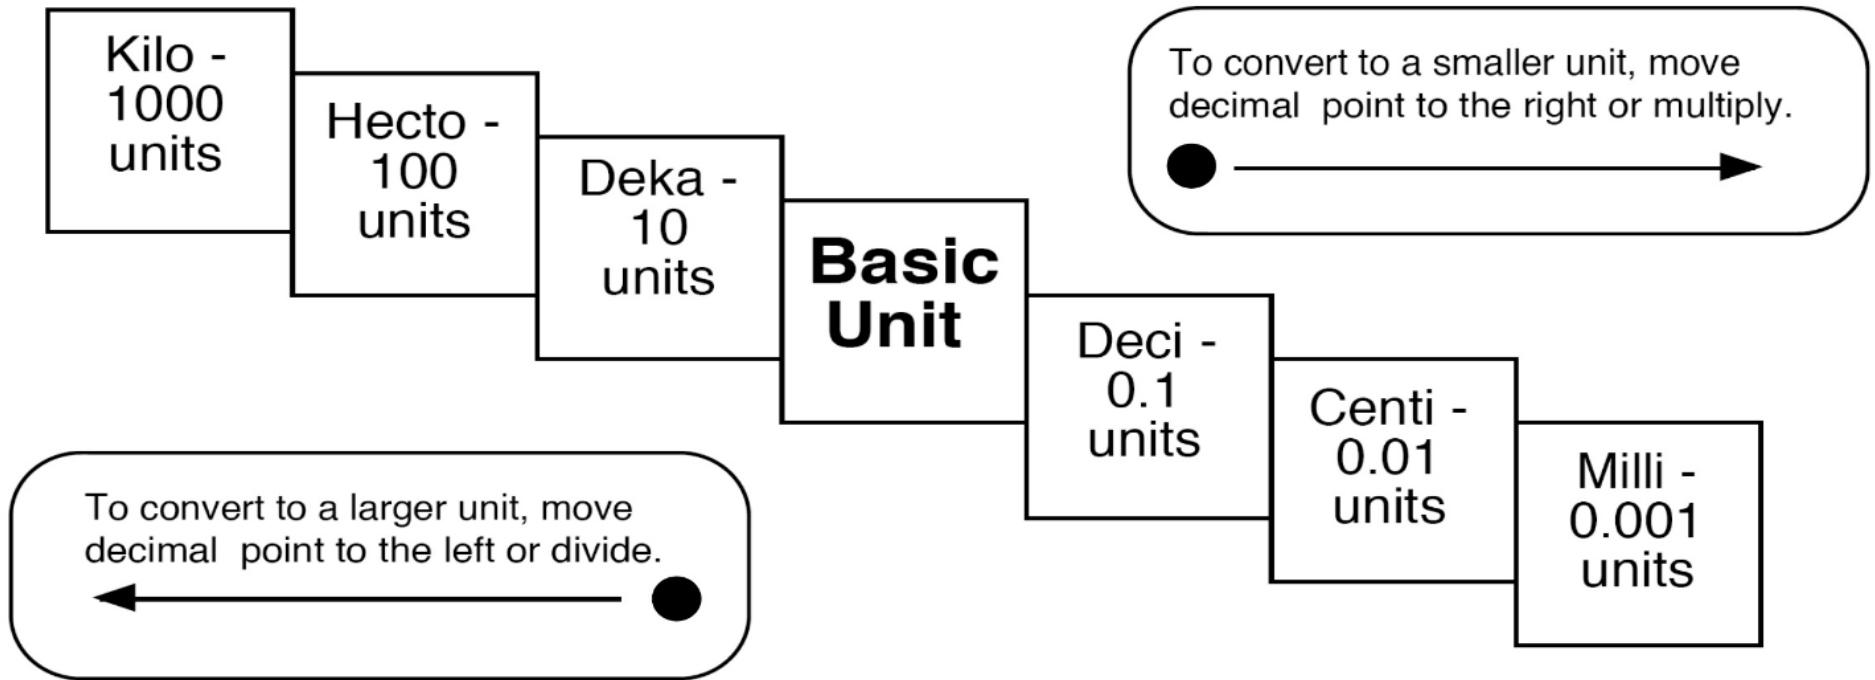 Kilo -
1000
units
Hecto -
100
units
Deka -
10
units
Basic
Unit
Deci -
0.1
units
Centi -
0.01
units
Milli -
0.001
units
To convert to a smaller unit, move
decimal point to the right or multiply.
To convert to a larger unit, move
decimal point to the left or divide.